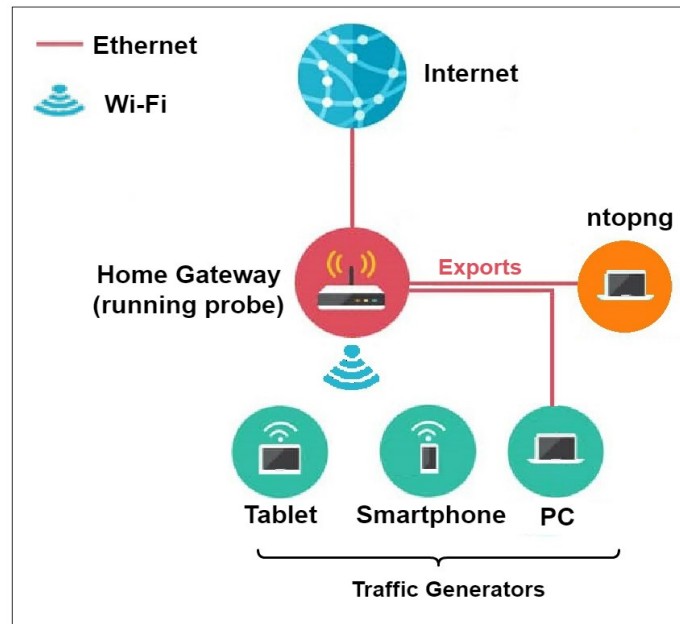 Ethernet
Wi-Fi
Internet
ntopng
Exports
Home Gateway
(running probe)
Tablet
Smartphone
PC
Traffic Generators